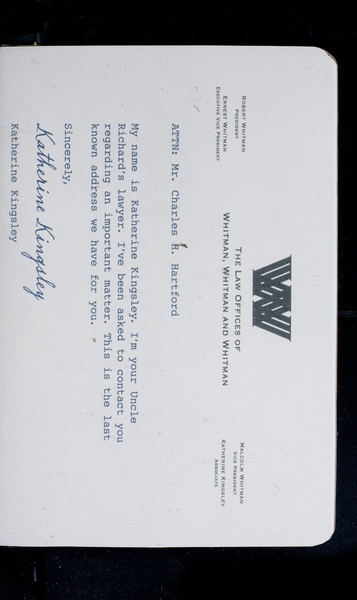 ROBERT WHITMAN
PRESIDENT
ERNEST WHITMAN
EXECUTIVE VICE PRESIDENT
THE LAW OFFICES OF
WHITMAN, WHITMAN AND WHITMAN
MALCOLM WHITMAN
VICE PRESIDENT
KATHERINE KINGSLEY
ASSOCIATE
ATTN: Mr. Charles H. Hartford
My name is Katherine Kingsley. I'm your Uncle
Richard's lawyer. I've been asked to contact you
regarding an important matter. This is the last
known address we have for you.
Sincerely,
Katherine Kingsley
Katherine Kingsley